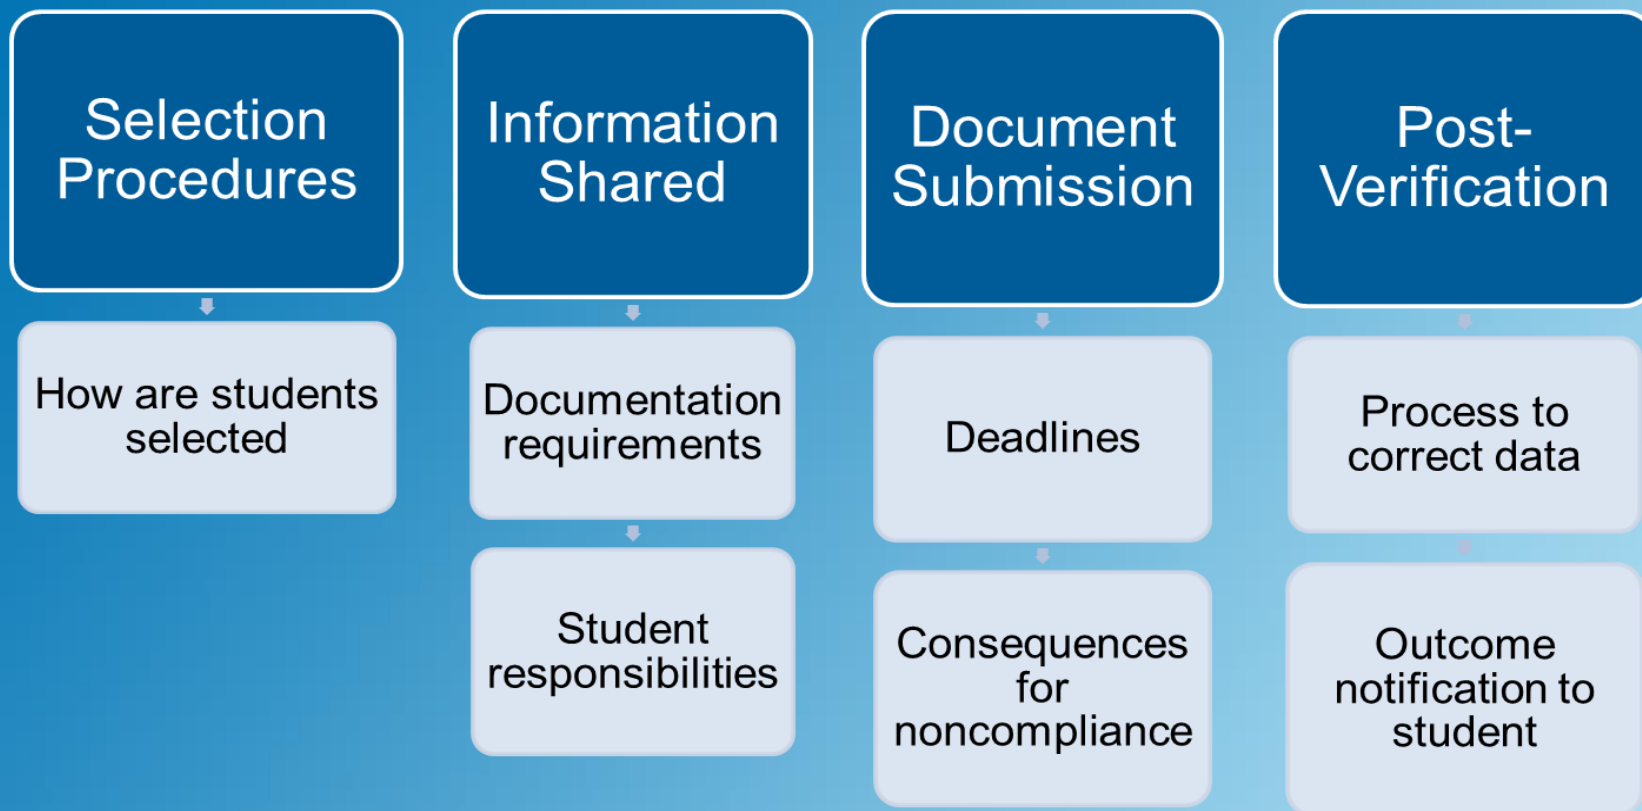 Selection
Procedures
How are students
selected
Information
Shared
Documentation
requirements
Student
responsibilities
Document
Submission
Deadlines
Consequences
for
noncompliance
Post-
Verification
Process to
correct data
Outcome
notification to
student